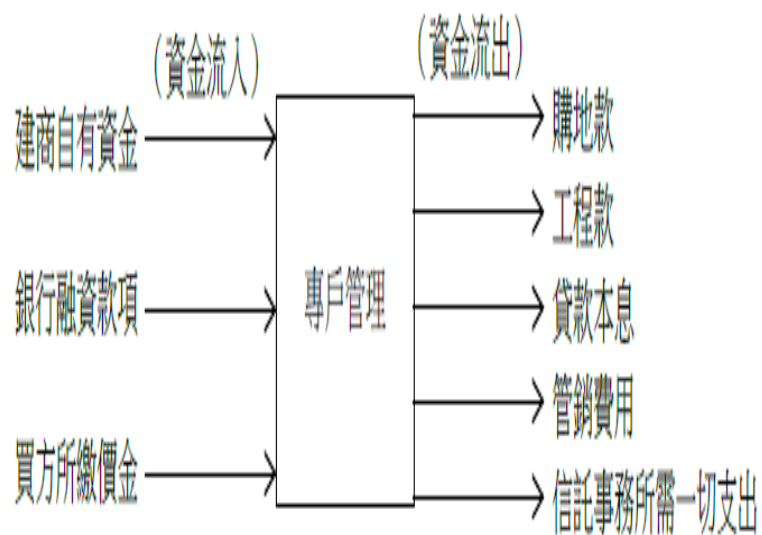 （資金流入）
建商自有資金
銀行融資款項
買方所繳價金
專戶管理
（資金流出）
購地款
工程款
貸款本息
管銷費用
信託事務所需一切支出